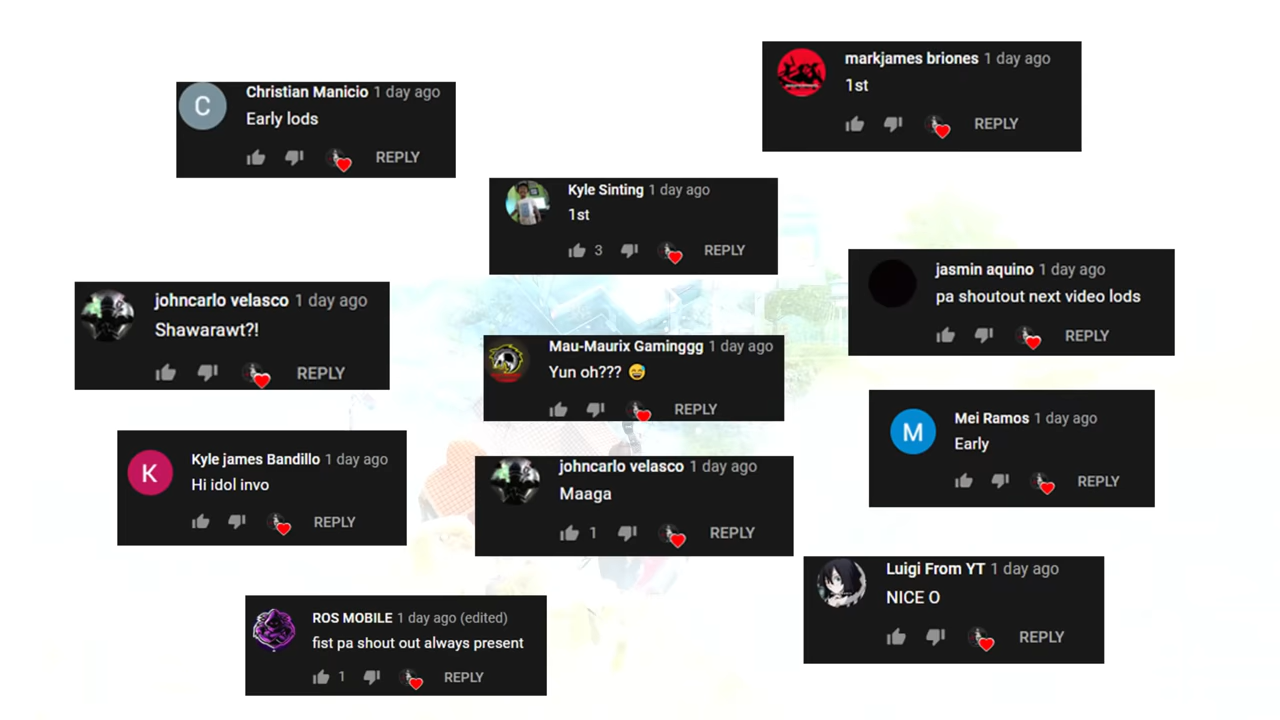 Christian Manicio 1 day ago
Early lods
REPLY
markjames briones 1 day ago
1st
REPLY
Kyle Sinting 1 day ago
1st
3 REPLY
jasmin aquino 1 day ago
pa shoutout next video lods
REPLY
johncarlo velasco 1 day ago
Shawarawt?!
REPLY
Mau-Maurix Gaminggg 1 day ago
Yun oh??? 😅
REPLY
Mei Ramos 1 day ago
Early
REPLY
Kyle james Bandillo 1 day ago
Hi idol invo
REPLY
johncarlo velasco 1 day ago
Maaga
1 REPLY
Luigi From YT 1 day ago
NICE O
REPLY
ROS MOBILE 1 day ago (edited)
fist pa shout out always present
1 REPLY
C
M
K